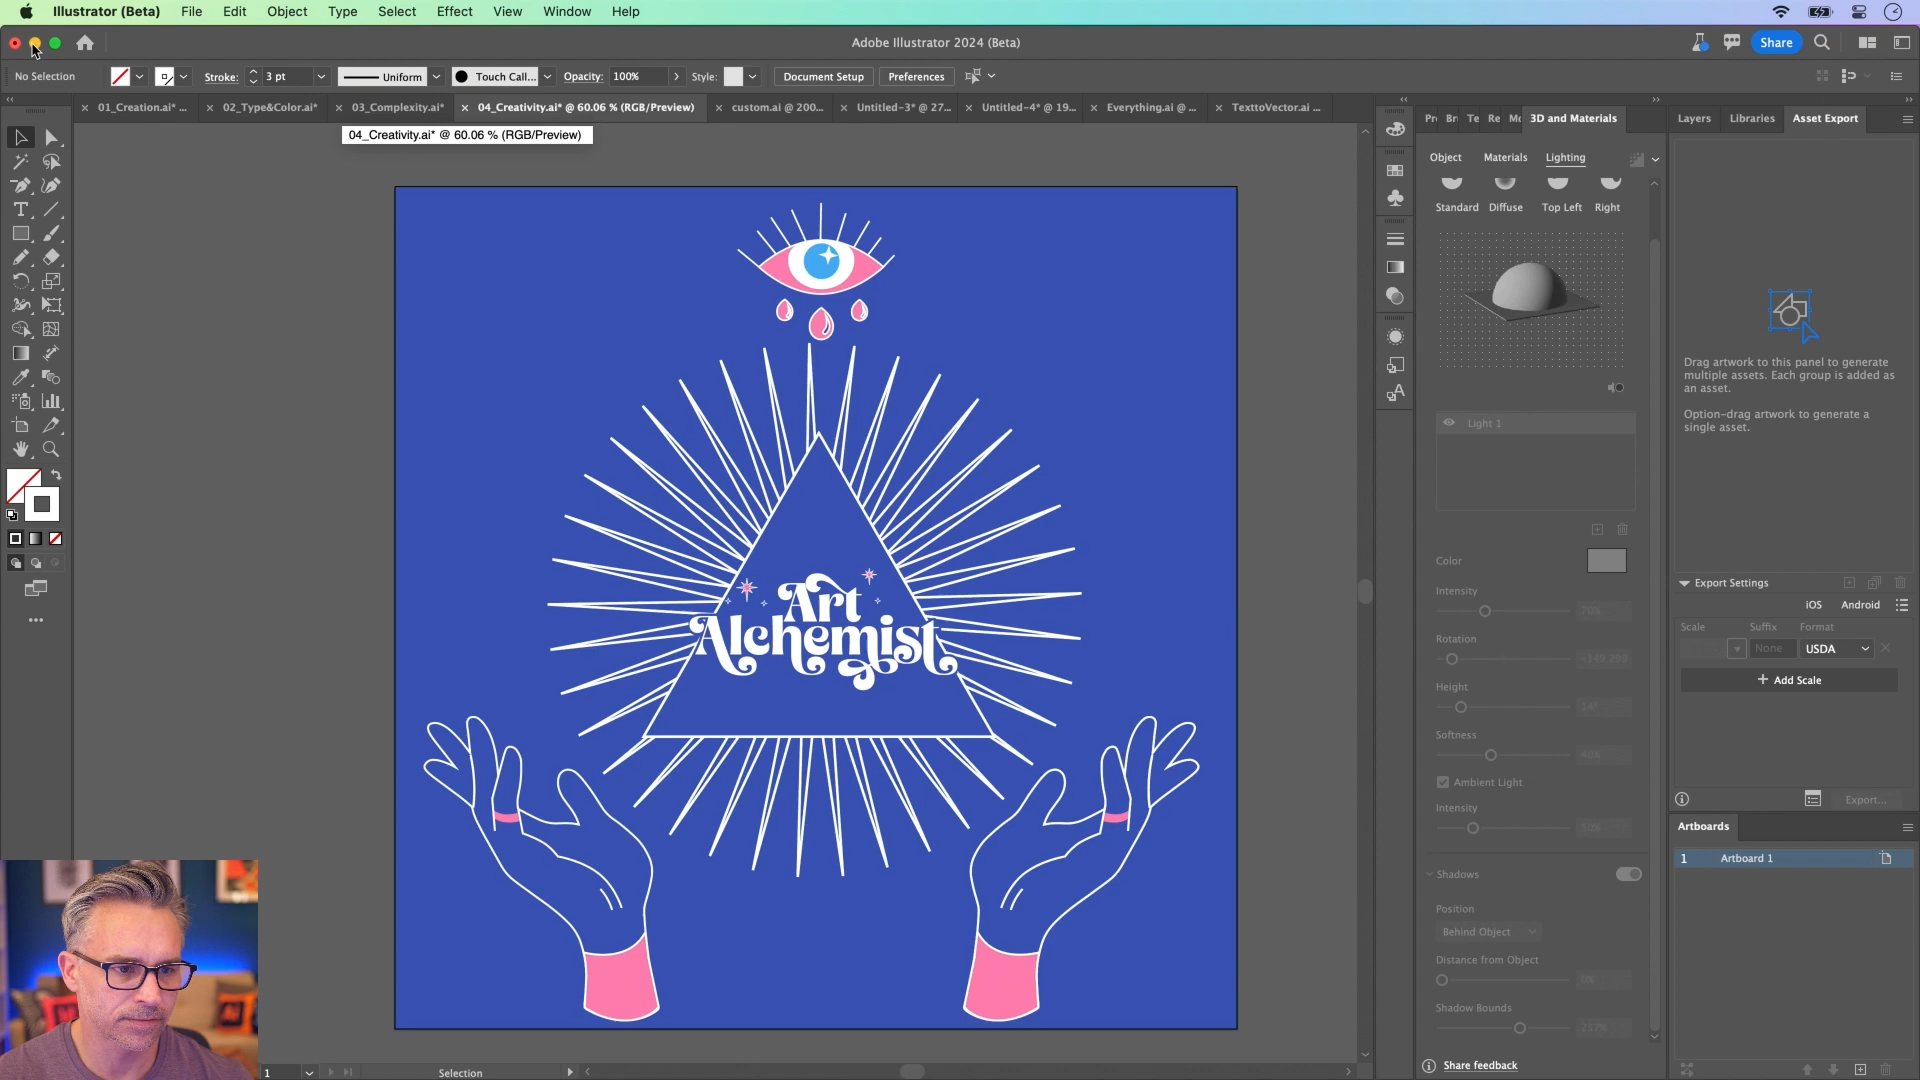 Illustrator (Beta) File Edit Object Type Select Effect View Window Help
Adobe Illustrator 2024 (Beta)
Share
No Selection Stroke: 3 pt Uniform Touch Call... Opacity: 100% Style: Document Setup Preferences
01_Creation.ai* ... 02_Type&Color.ai* 03_Complexity.ai* 04_Creativity.ai* @ 60.06 % (RGB/Preview) custom.ai @ 200... Untitled-3* @ 27... Untitled-4* @ 19... Everything.ai @ ... TexttoVector.ai ...
04_Creativity.ai* @ 60.06 % (RGB/Preview)
Pr Br Te Re Mc 3D and Materials
Layers Libraries Asset Export
Object Materials Lighting
Standard Diffuse Top Left Right
Drag artwork to this panel to generate
multiple assets. Each group is added as
an asset.
Option-drag artwork to generate a
single asset.
Light 1
Color
Intensity
70%
Rotation
Height
14°
Softness
40%
Ambient Light
Intensity
50%
Shadows
Position
Behind Object
Distance from Object
0%
Shadow Bounds
217%
Share feedback
Export Settings
iOS Android
Scale Suffix Format
None USDA
+ Add Scale
Export...
Artboards
1 Artboard 1
Art
Alchemist
1 Selection